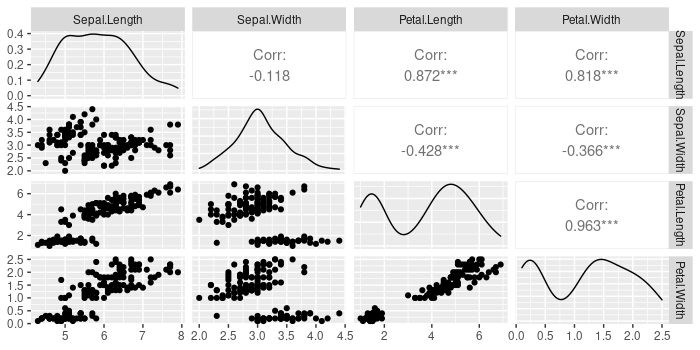 Sepal.Length Sepal.Width Petal.Length Petal.Width
0.4
0.3
0.2
0.1
0.0
Corr:
-0.118
Corr:
0.872***
Corr:
0.818***
Sepal.Length
4.5
4.0
3.5
3.0
2.5
2.0
Corr:
-0.428***
Corr:
-0.366***
Sepal.Width
6
4
2
Corr:
0.963***
Petal.Length
2.5
2.0
1.5
1.0
0.5
0.0
Petal.Width
5 6 7 8 2.0 2.5 3.0 3.5 4.0 4.5 2 4 6 0.0 0.5 1.0 1.5 2.0 2.5